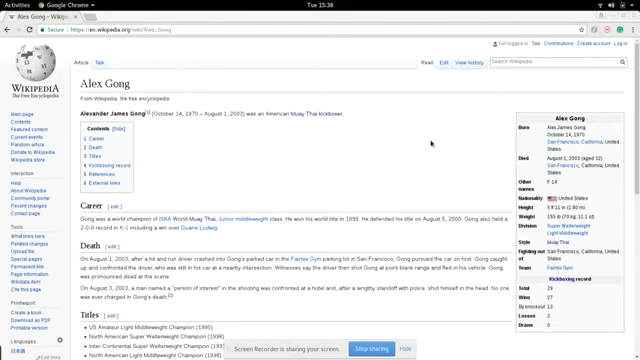 Activities
Google Chrome
Tue 15:38
Alex Gong - Wikip
Secure
https://en.wikipedia.org/wiki/Alex_Gong
Not logged in Talk Contributions Create account Log in
Article Talk
Read Edit View history
Search Wikipedia
WIKIPEDIA
The Free Encyclopedia
Main page
Contents
Featured content
Current events
Random article
Donate to Wikipedia
Wikipedia store
Interaction
Help
About Wikipedia
Community portal
Recent changes
Contact page
Tools
What links here
Related changes
Upload file
Special pages
Permanent link
Page information
Wikidata item
Cite this page
Print/export
Create a book
Download as PDF
Printable version
Languages
Edit links
Alex Gong
From Wikipedia, the free encyclopedia
Alexander James Gong[1] (October 14, 1970 – August 1, 2003) was an American Muay Thai kickboxer
Contents [hide]
1 Career
2 Death
3 Titles
4 Kickboxing record
5 References
6 External links
Career [ edit ]
Gong was a world champion of ISKA World Muay Thai, Junior middleweight class. He won his world title in 1999. He defended his title on August 5, 2000. Gong also held a
2-0-0 record in K-1 including a win over Duane Ludwig.
Death [ edit ]
On August 1, 2003, after a hit and run driver crashed into Gong's parked car in the Fairtex Gym parking lot in San Francisco, Gong pursued the car on foot. Gong
caught up and confronted the driver, who was still in his car at a nearby intersection. Witnesses say the driver then shot Gong at point blank range and fled in his vehicle. Gong
was pronounced dead at the scene.
On August 3, 2003, a man named a "person of interest" in the shooting was confronted at a hotel and, after a lengthy standoff with police, shot himself in the head. No one
was ever charged in Gong's death.[2]
Titles [ edit ]
US Amateur Light Middleweight Champion (1995)
North American Super Welterweight Champion (1996)
Inter-Continental Super Welterweight
North American Light Middleweight Champion (1998)
Alex Gong
Born Alex James Gong
October 14, 1970
San Francisco, California, United
States
Died August 1, 2003 (aged 32)
San Francisco, California, United
States
Other names F-14
Nationality United States
Height 5 ft 11 in (1.80 m)
Weight 155 lb (70 kg; 11.1 st)
Division Super Welterweight
Light Middleweight
Style Muay Thai
Fighting out of San Francisco, California, United
States
Team Fairtex Gym
Kickboxing record
Total 29
Wins 27
By knockout 13
Losses 2
Draws 0
Screen Recorder is sharing your screen.
Stop sharing
Hide